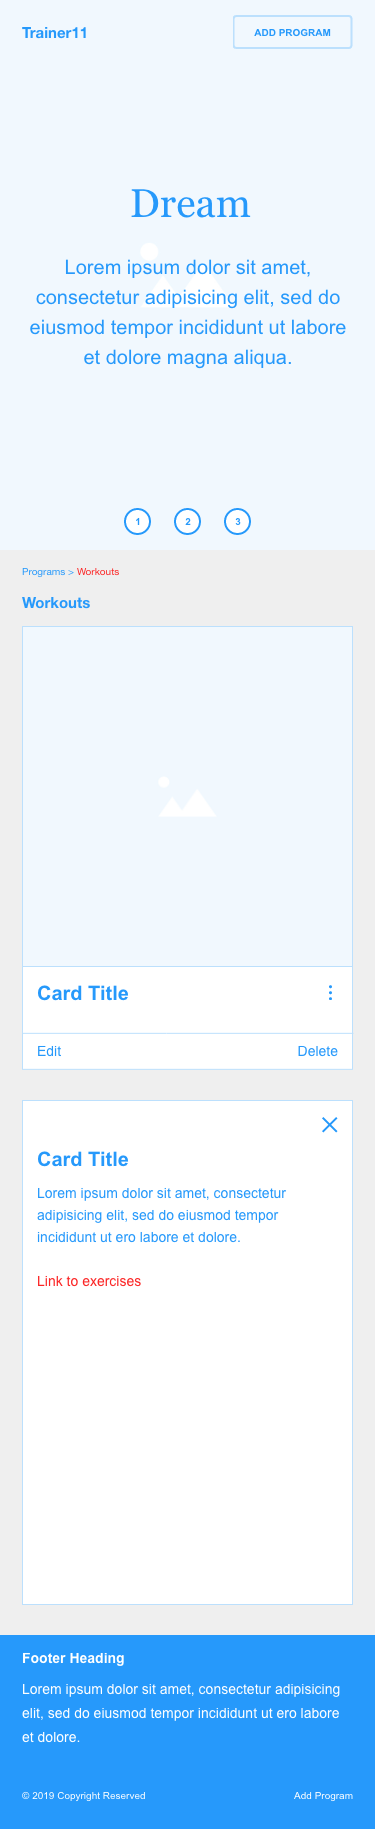 Trainer11
ADD PROGRAM
Dream
Lorem ipsum dolor sit amet,
consectetur adipisicing elit, sed do
eiusmod tempor incididunt ut labore
et dolore magna aliqua.
1
2
3
Programs > Workouts
Workouts
Card Title
Edit
Delete
Card Title
Lorem ipsum dolor sit amet, consectetur
adipisicing elit, sed do eiusmod tempor
incididunt ut ero labore et dolore.
Link to exercises
Footer Heading
Lorem ipsum dolor sit amet, consectetur adipisicing
elit, sed do eiusmod tempor incididunt ut ero labore
et dolore.
© 2019 Copyright Reserved
Add Program